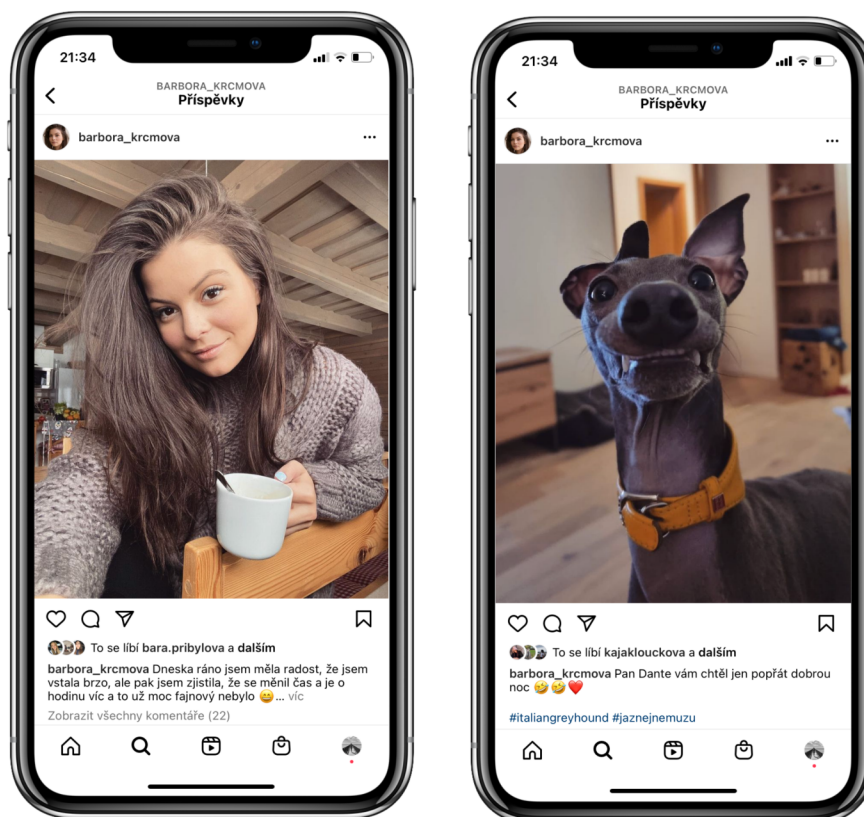 21:34
BARBORA_KRCMOVA
Příspěvky
barbora_krcmova
To se líbí bara.pribylova a dalším
barbora_krcmova Dneska ráno jsem měla radost, že jsem
vstala brzo, ale pak jsem zjistila, že se měnil čas a je o
hodinu víc a to už moc fajnový nebylo 😄... víc
Zobrazit všechny komentáře (22)
21:34
BARBORA_KRCMOVA
Příspěvky
barbora_krcmova
To se líbí kajaklouckova a dalším
barbora_krcmova Pan Dante vám chtěl jen popřát dobrou
noc 🤣🤣❤️
#italiangreyhound #jaznejnemuzu